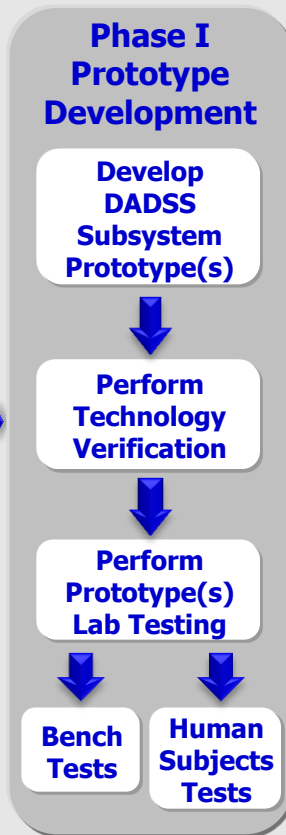 Phase I
Prototype
Development
Develop
DADSS
Subsystem
Prototype(s)
Perform
Technology
Verification
Perform
Prototype(s)
Lab Testing
Bench
Tests
Human
Subjects
Tests